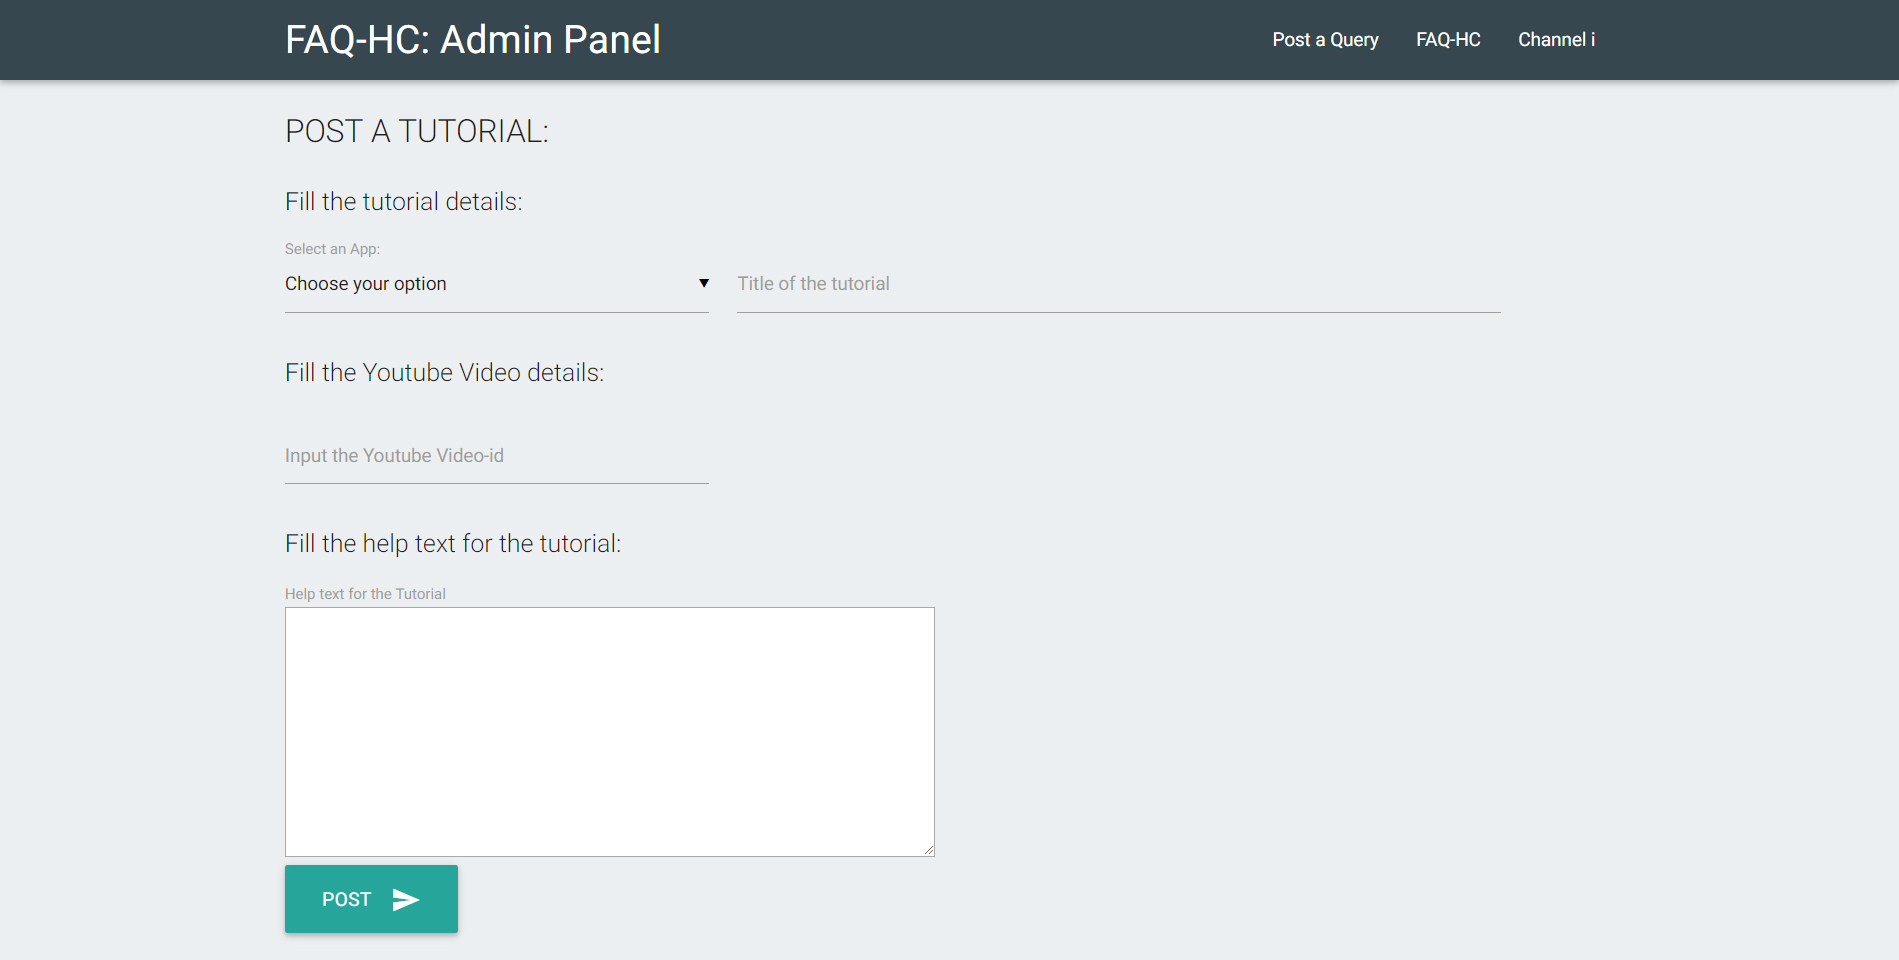 FAQ-HC: Admin Panel
Post a Query
FAQ-HC
Channel i
POST A TUTORIAL:
Fill the tutorial details:
Select an App:
Choose your option
Title of the tutorial
Fill the Youtube Video details:
Input the Youtube Video-id
Fill the help text for the tutorial:
Help text for the Tutorial
POST